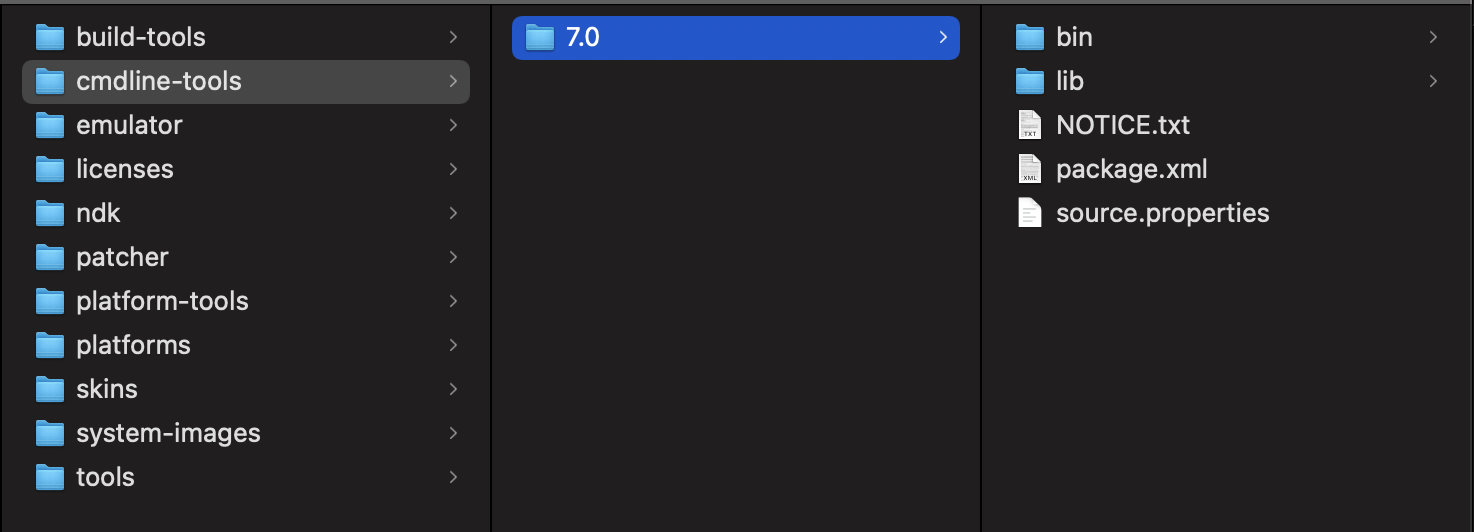 build-tools
cmdline-tools
emulator
licenses
ndk
patcher
platform-tools
platforms
skins
system-images
tools
7.0
bin
lib
NOTICE.txt
package.xml
source.properties